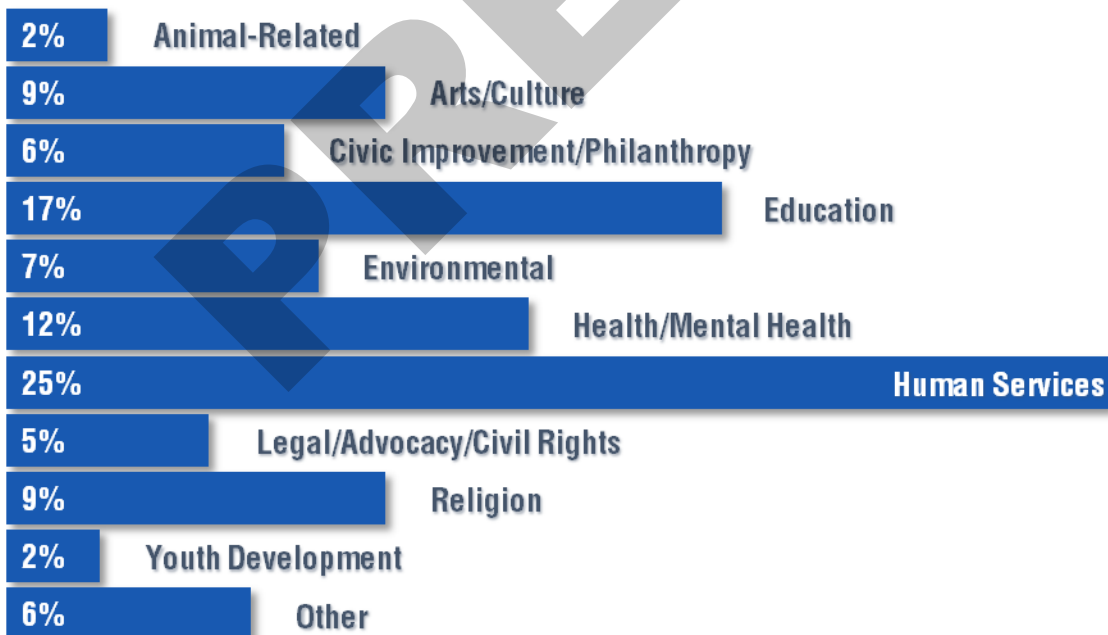 2% Animal-Related
9% Arts/Culture
6% Civic Improvement/Philanthropy
17% Education
7% Environmental
12% Health/Mental Health
25% Human Services
5% Legal/Advocacy/Civil Rights
9% Religion
2% Youth Development
6% Other
PRE